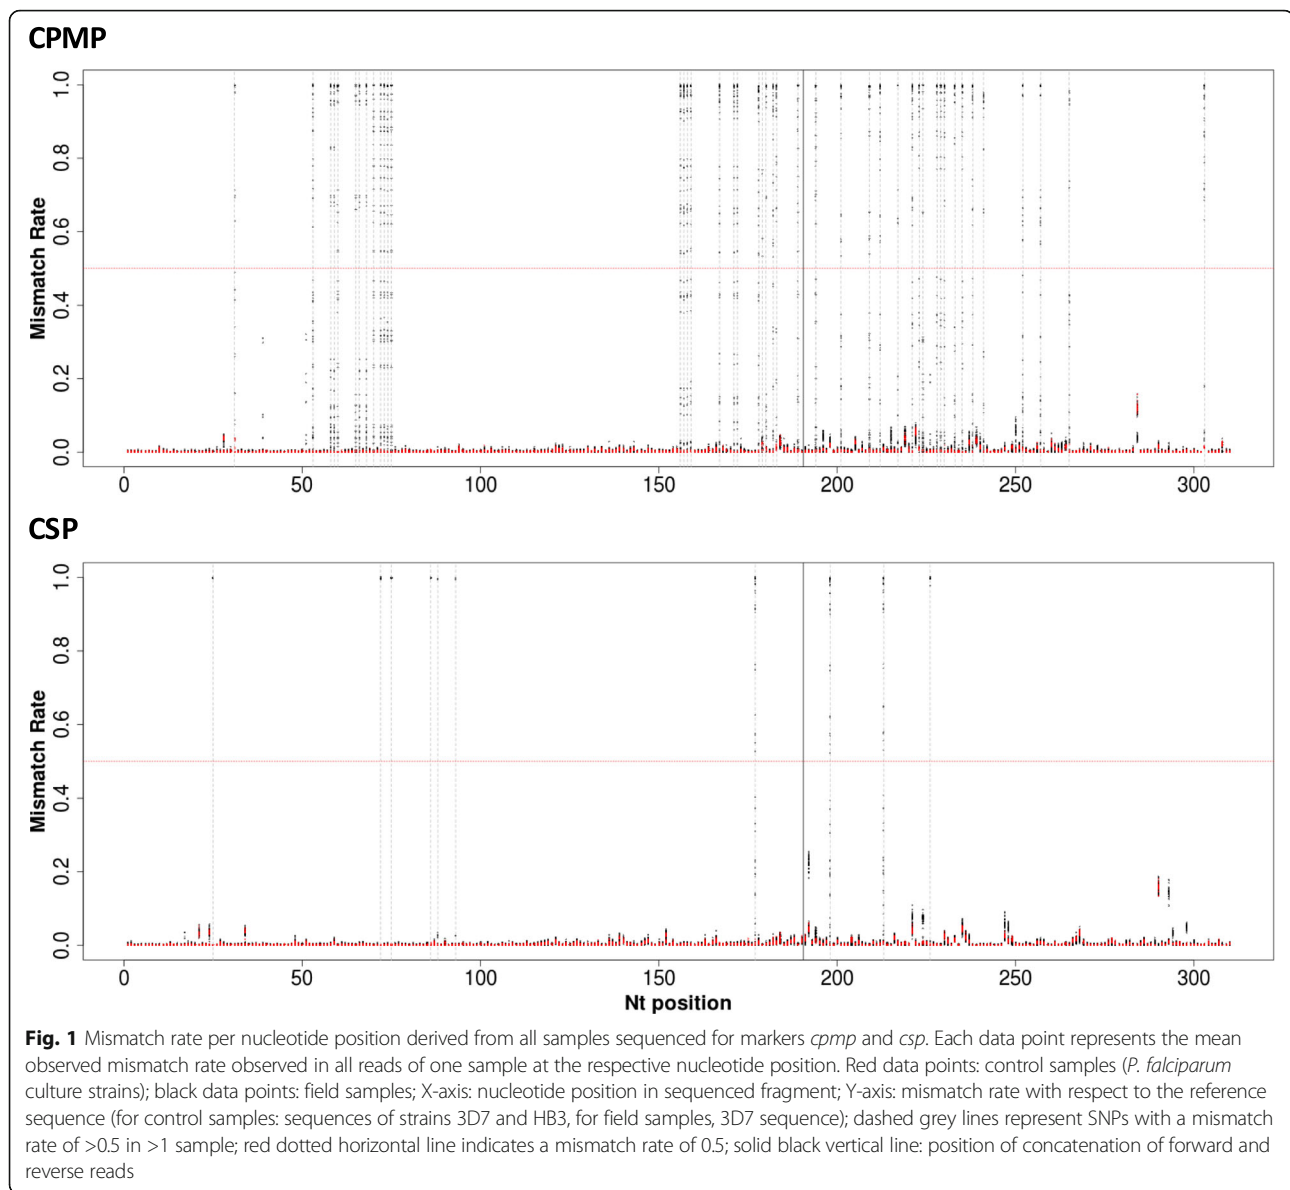 CPMP
1.0
0.8
0.6
0.4
0.2
0.0
Mismatch Rate
0 50 100 150 200 250 300
CSP
1.0
0.8
0.6
0.4
0.2
0.0
Mismatch Rate
0 50 100 150 200 250 300
Nt position
Fig. 1 Mismatch rate per nucleotide position derived from all samples sequenced for markers cpmp and csp. Each data point represents the mean
observed mismatch rate observed in all reads of one sample at the respective nucleotide position. Red data points: control samples (P. falciparum
culture strains); black data points: field samples; X-axis: nucleotide position in sequenced fragment; Y-axis: mismatch rate with respect to the reference
sequence (for control samples: sequences of strains 3D7 and HB3, for field samples, 3D7 sequence); dashed grey lines represent SNPs with a mismatch
rate of >0.5 in >1 sample; red dotted horizontal line indicates a mismatch rate of 0.5; solid black vertical line: position of concatenation of forward and
reverse reads